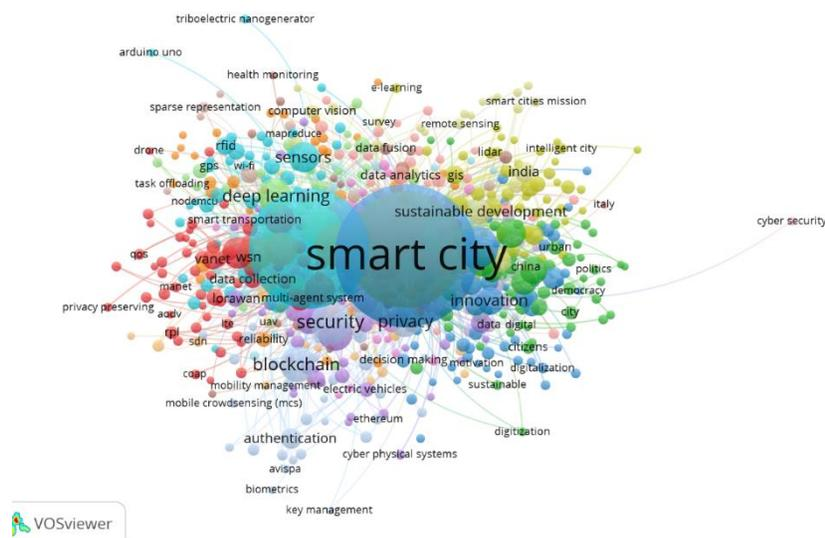 triboelectric nanogenerator
arduino uno
health monitoring
e-learning
smart cities mission
sparse representation
computer vision
survey
remote sensing
mapreduce
drone
rfid
data fusion
lidar
intelligent city
gps
wi-fi
sensors
data analytics
gis
india
task offloading
nodemcu
deep learning
italy
smart transportation
sustainable development
cyber security
smart city
urban
qos
vanet
wsn
china
politics
data collection
manet
lorawan
multi-agent system
innovation
democracy
privacy preserving
aodv
city
lte
uav
security
privacy
data
digital
rpl
sdn
reliability
citizens
coap
blockchain
decision making
motivation
digitalization
mobility management
electric vehicles
sustainable
mobile crowdsensing (mcs)
ethereum
digitization
authentication
cyber physical systems
avispa
biometrics
key management
VOSviewer